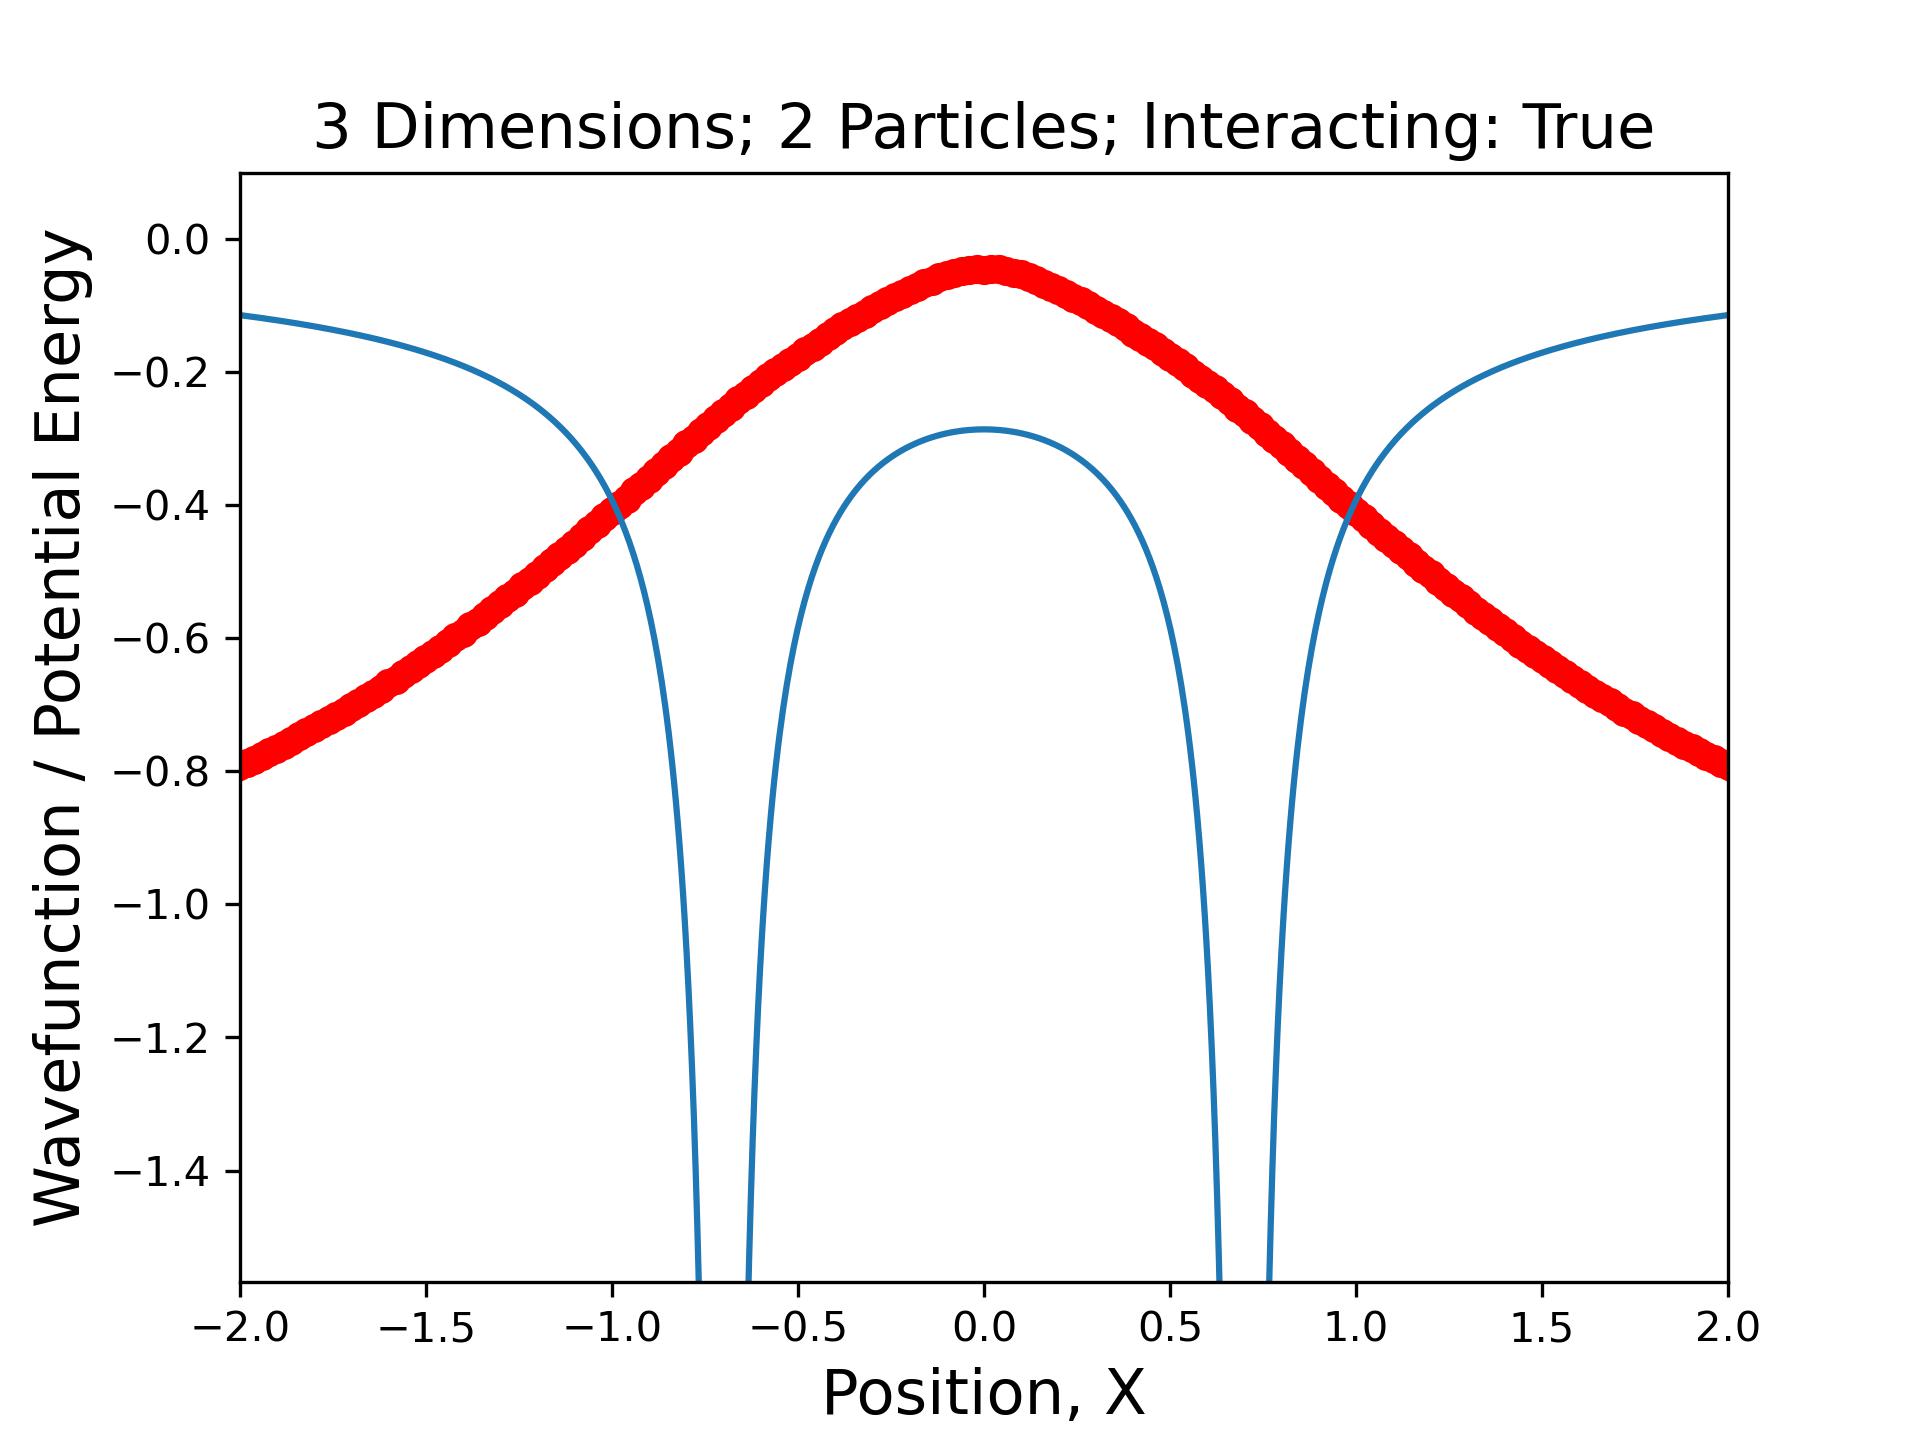 3 Dimensions; 2 Particles; Interacting: True
Wavefunction / Potential Energy
0.0
−0.2
−0.4
−0.6
−0.8
−1.0
−1.2
−1.4
−2.0 −1.5 −1.0 −0.5 0.0 0.5 1.0 1.5 2.0
Position, X